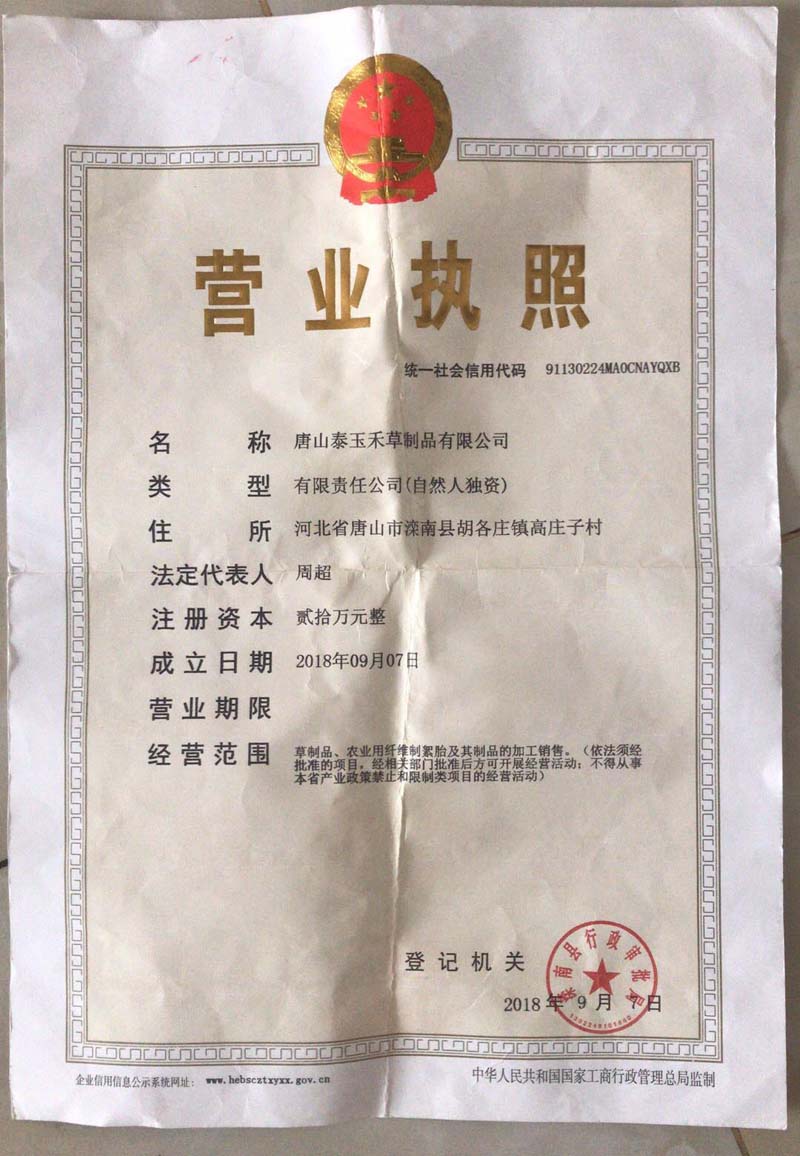 营业执照
统一社会信用代码 91130224MA0CNAYQXB
名称 唐山泰玉禾草制品有限公司
类型 有限责任公司(自然人独资)
住所 河北省唐山市滦南县胡各庄镇高庄子村
法定代表人 周超
注册资本 贰拾万元整
成立日期 2018年09月07日
营业期限
经营范围 草制品、农业用纤维制絮胎及其制品的加工销售。（依法须经
批准的项目，经相关部门批准后方可开展经营活动；不得从事
本省产业政策禁止和限制类项目的经营活动）
登记机关
滦南县行政审批局
2018年9月7日
企业信用信息公示系统网址：www.hebscztxyxx.gov.cn
中华人民共和国国家工商行政管理总局监制